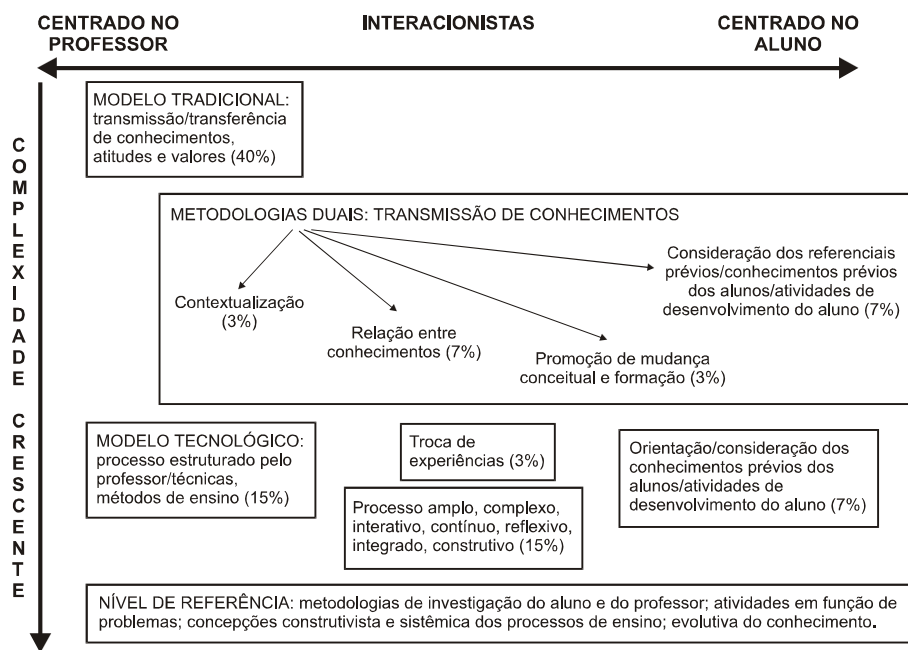 CENTRADO NO
PROFESSOR
INTERACIONISTAS
CENTRADO NO
ALUNO
COMPLEXIDADE CRESCENTE
MODELO TRADICIONAL:
transmissão/transferência
de conhecimentos,
atitudes e valores (40%)
METODOLOGIAS DUAIS: TRANSMISSÃO DE CONHECIMENTOS
Contextualização
(3%)
Relação entre
conhecimentos (7%)
Promoção de mudança
conceitual e formação (3%)
Consideração dos referenciais
prévios/conhecimentos prévios
dos alunos/atividades de
desenvolvimento do aluno (7%)
MODELO TECNOLÓGICO:
processo estruturado pelo
professor/técnicas,
métodos de ensino (15%)
Troca de
experiências (3%)
Processo amplo, complexo,
interativo, contínuo, reflexivo,
integrado, construtivo (15%)
Orientação/consideração dos
conhecimentos prévios dos
alunos/atividades de
desenvolvimento do aluno (7%)
NÍVEL DE REFERÊNCIA: metodologias de investigação do aluno e do professor; atividades em função de
problemas; concepções construtivista e sistêmica dos processos de ensino; evolutiva do conhecimento.